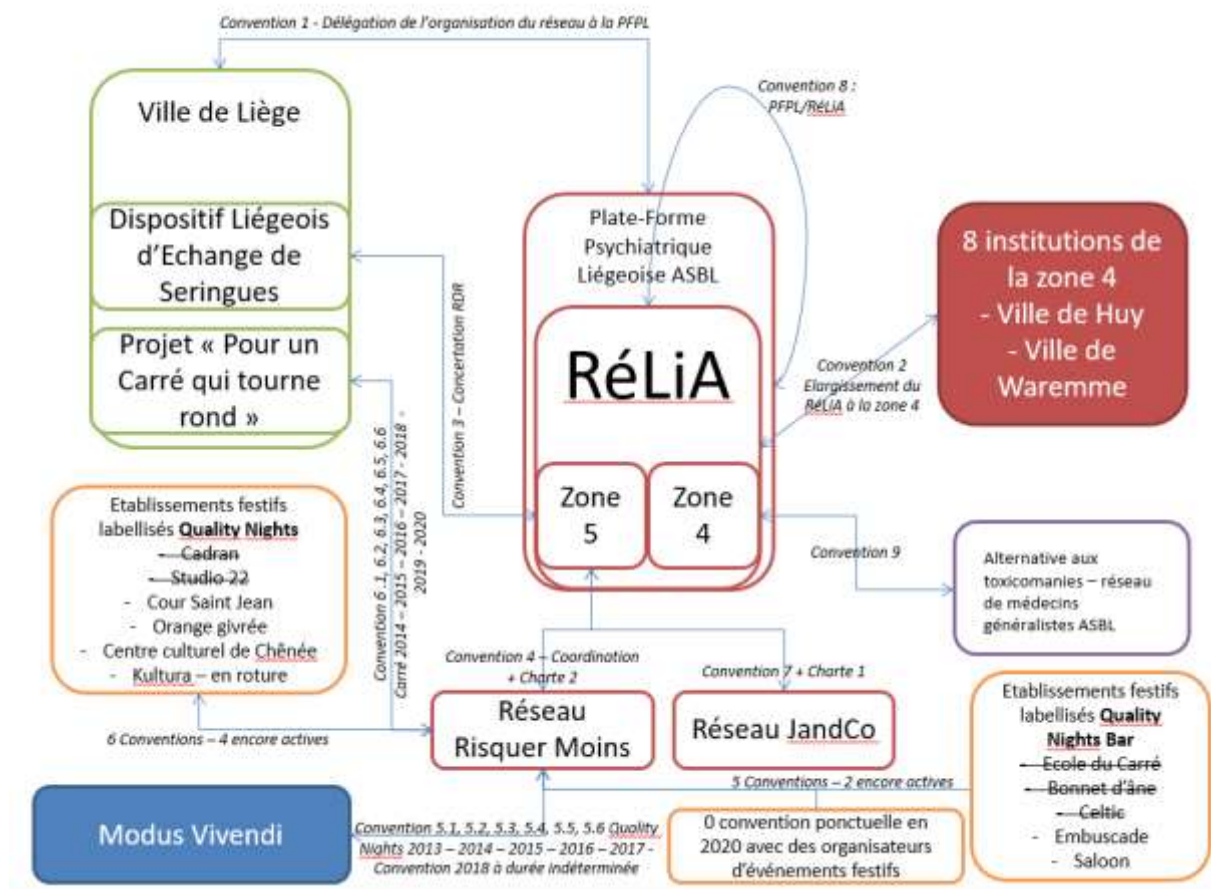 Convention 1 - Délégation de l'organisation du réseau à la PFPL
Ville de Liège
Dispositif Liégeois
d'Echange de
Seringues
Projet « Pour un
Carré qui tourne
rond »
Convention 8 :
PFPL/RéLiA
Plate-Forme
Psychiatrique
Liégeoise ASBL
RéLiA
Zone
5
Zone
4
8 institutions de
la zone 4
- Ville de Huy
- Ville de
Waremme
Convention 2
Elargissement du
RéLiA à la zone 4
Convention 3 – Concertation RDR
Convention 6 .1, 6.2, 6.3, 6.4, 6.5, 6.6
Carré 2014 – 2015 – 2016 – 2017 - 2018 -
2019 - 2020
Etablissements festifs
labellisés Quality Nights
- Cadran
- Studio 22
- Cour Saint Jean
- Orange givrée
- Centre culturel de Chênée
- Kultura – en roture
Convention 9
Alternative aux
toxicomanies – réseau
de médecins
généralistes ASBL
Convention 4 – Coordination
+ Charte 2
Convention 7 + Charte 1
Réseau
Risquer Moins
Réseau JandCo
6 Conventions – 4 encore actives
Etablissements festifs
labellisés Quality
Nights Bar
- Ecole du Carré
- Bonnet d'âne
- Celtic
- Embuscade
- Saloon
5 Conventions – 2 encore actives
Modus Vivendi
Convention 5.1, 5.2, 5.3, 5.4, 5.5, 5.6 Quality
Nights 2013 – 2014 – 2015 – 2016 – 2017 -
Convention 2018 à durée indéterminée
0 convention ponctuelle en
2020 avec des organisateurs
d'événements festifs